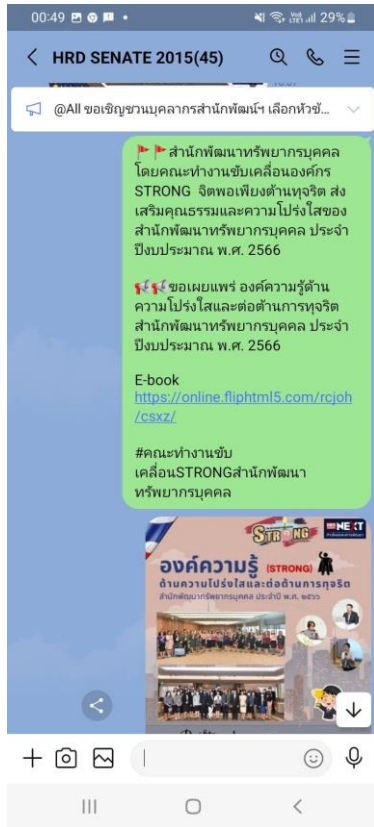 00:49
29%
HRD SENATE 2015(45)
@All ขอเชิญชวนบุคลากรสำนักพัฒน์ฯ เลือกหัวข้...
สำนักพัฒนาทรัพยากรบุคคล
โดยคณะทำงานขับเคลื่อนองค์กร
STRONG จิตพอเพียงต้านทุจริต ส่ง
เสริมคุณธรรมและความโปร่งใสของ
สำนักพัฒนาทรัพยากรบุคคล ประจำ
ปีงบประมาณ พ.ศ. 2566
ขอเผยแพร่ องค์ความรู้ด้าน
ความโปร่งใสและต่อต้านการทุจริต
สำนักพัฒนาทรัพยากรบุคคล ประจำ
ปีงบประมาณ พ.ศ. 2566
E-book
https://online.fliphtml5.com/rcjoh
/csxz/
#คณะทำงานขับ
เคลื่อนSTRONGสำนักพัฒนา
ทรัพยากรบุคคล
STRONG
NEXT
องค์ความรู้ (STRONG)
ด้านความโปร่งใสและต่อต้านการทุจริต
สำนักพัฒนาทรัพยากรบุคคล ประจำปี พ.ศ. ๒๕๖๖